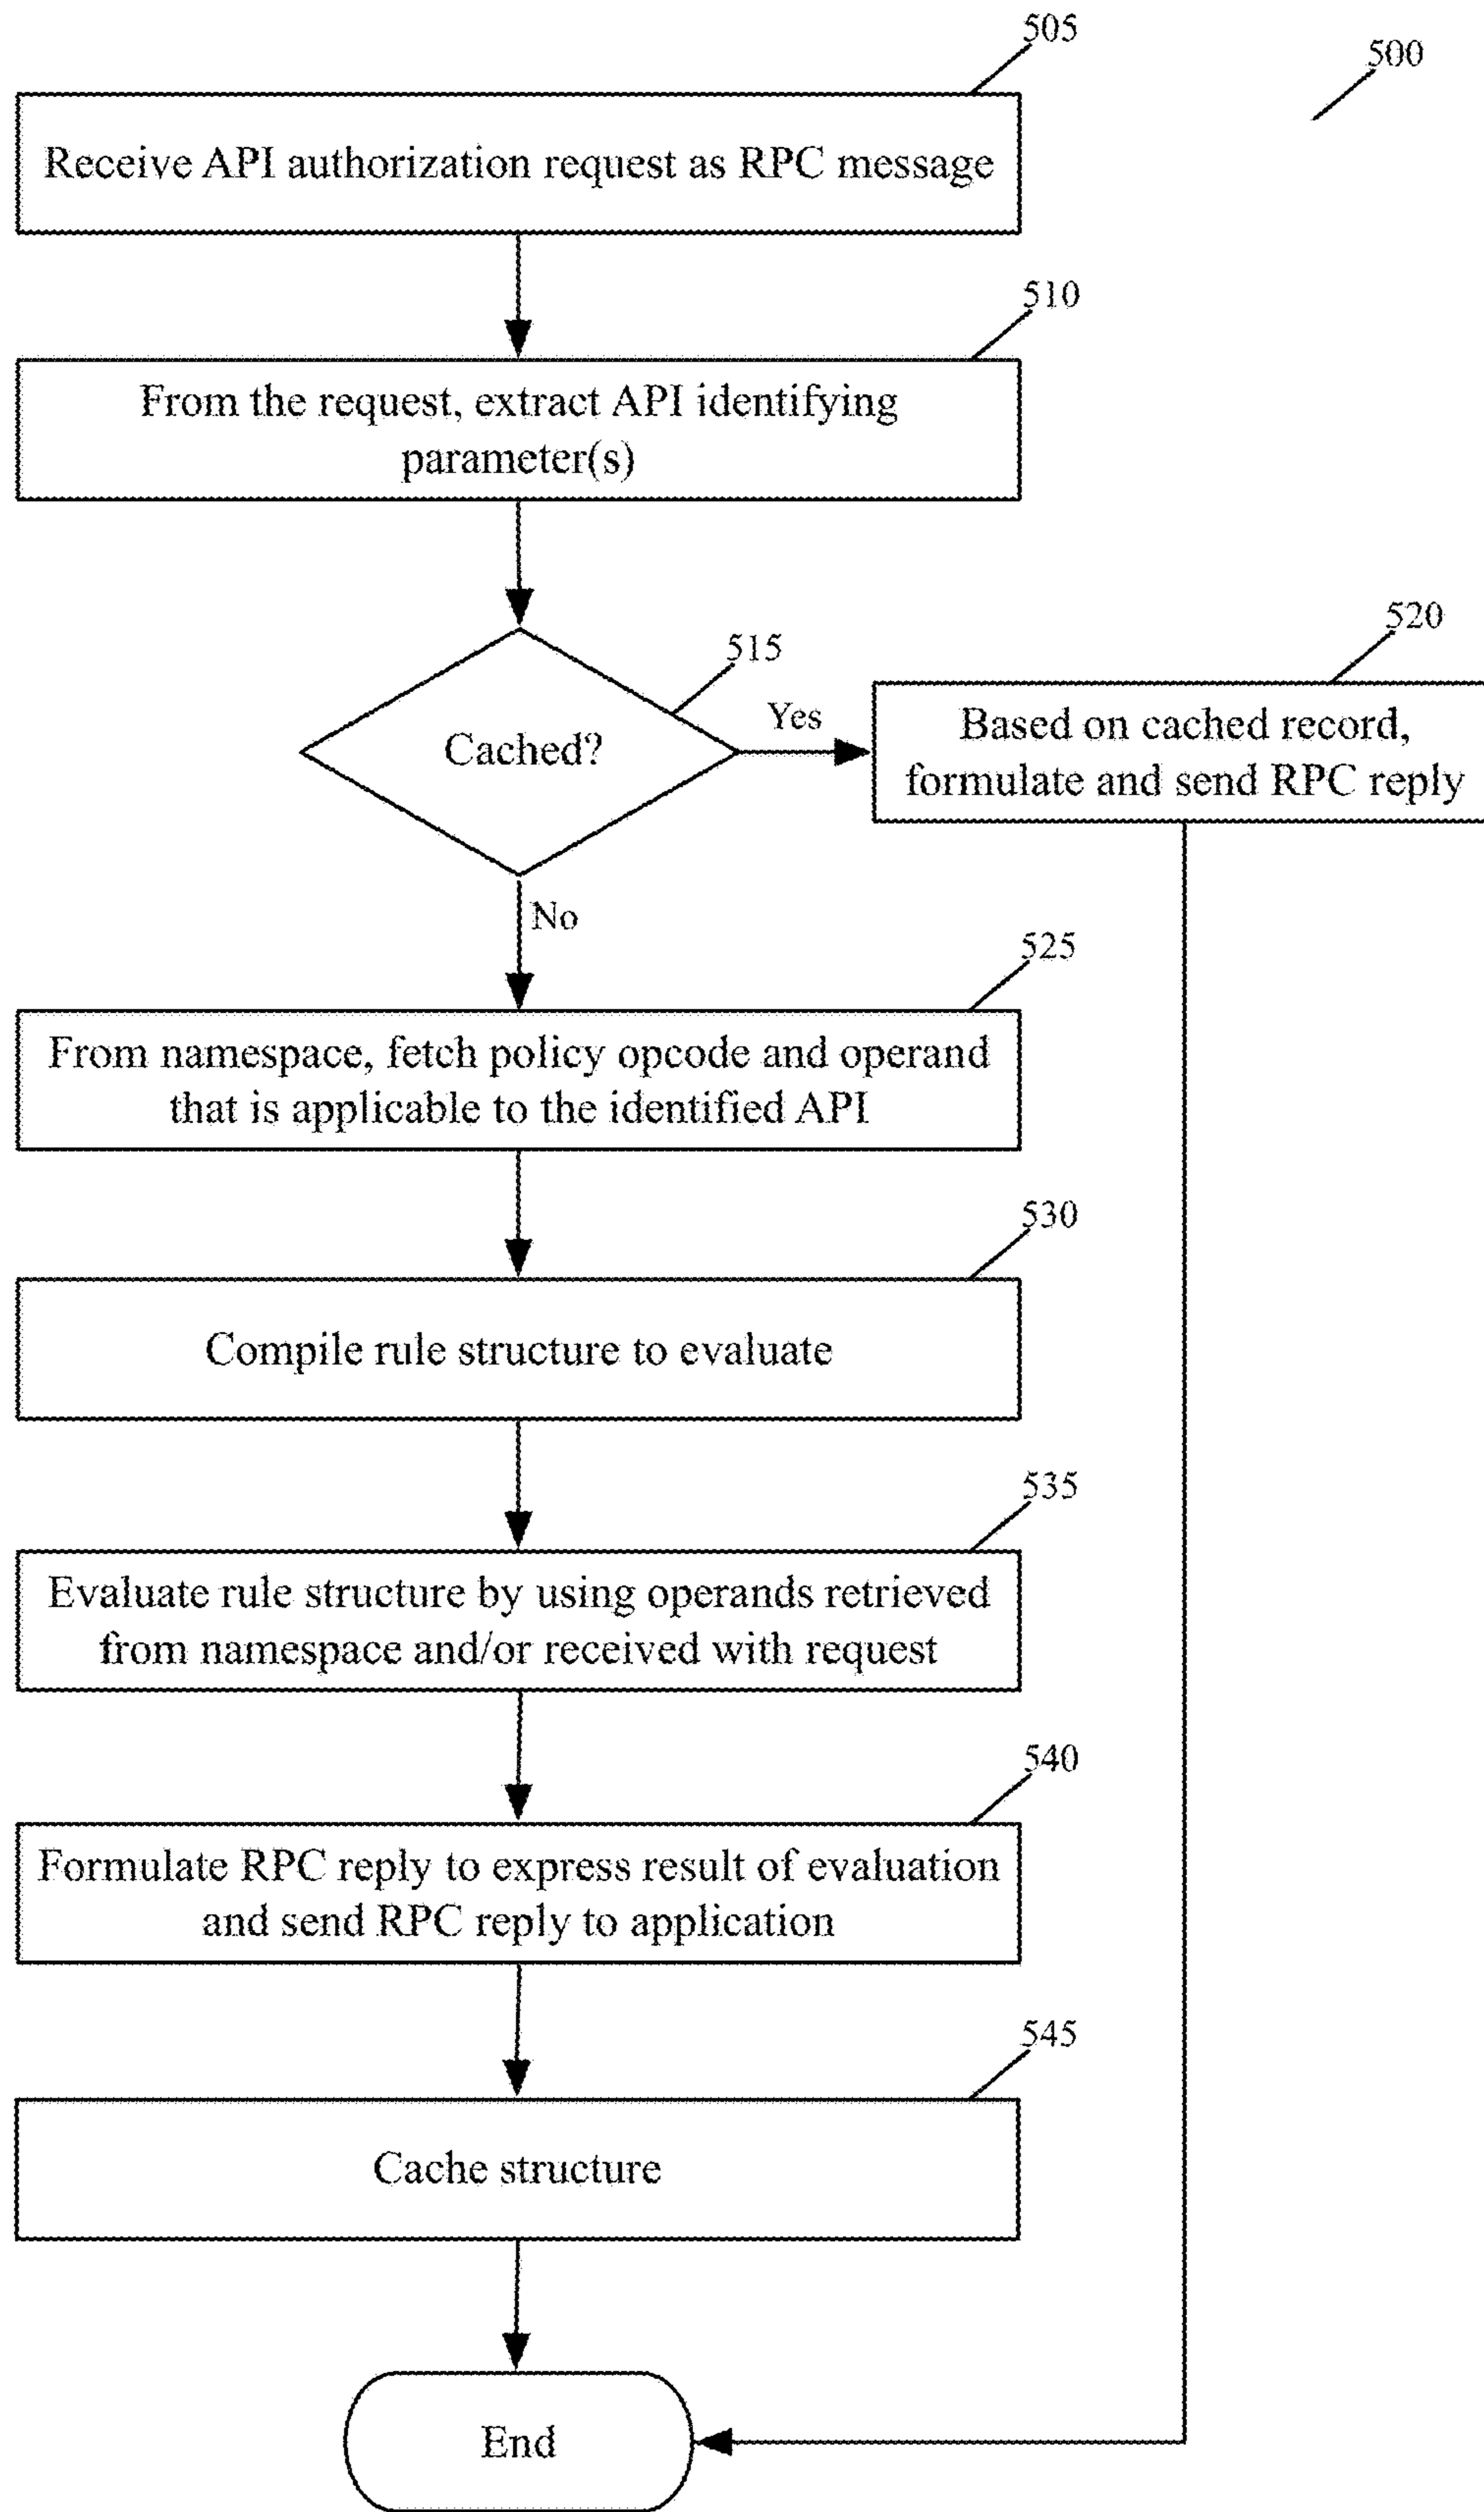 505
500
Receive API authorization request as RPC message
510
From the request, extract API identifying
parameter(s)
515
Cached?
Yes
520
Based on cached record,
formulate and send RPC reply
No
525
From namespace, fetch policy opcode and operand
that is applicable to the identified API
530
Compile rule structure to evaluate
535
Evaluate rule structure by using operands retrieved
from namespace and/or received with request
540
Formulate RPC reply to express result of evaluation
and send RPC reply to application
545
Cache structure
End